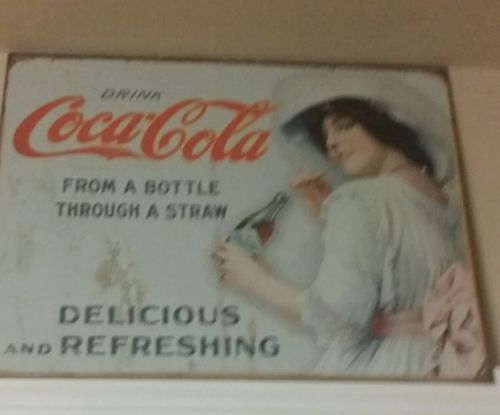 DRINK
Coca-Cola
FROM A BOTTLE
THROUGH A STRAW
DELICIOUS
AND REFRESHING